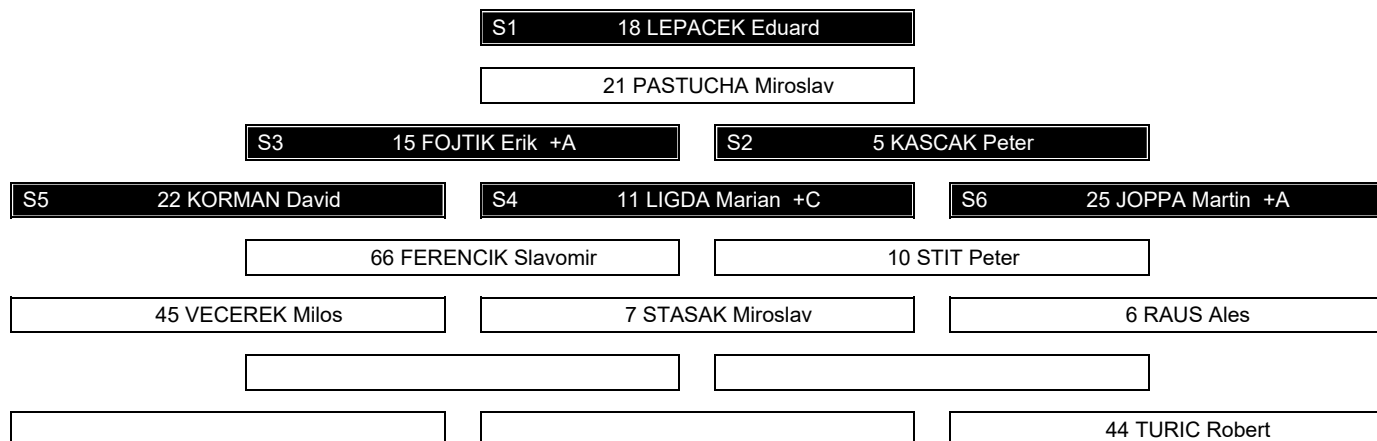 S1 18 LEPACEK Eduard
21 PASTUCHA Miroslav
S3 15 FOJTIK Erik +A S2 5 KASCAK Peter
S5 22 KORMAN David S4 11 LIGDA Marian +C S6 25 JOPPA Martin +A
66 FERENCIK Slavomir 10 STIT Peter
45 VECEREK Milos 7 STASAK Miroslav 6 RAUS Ales
44 TURIC Robert